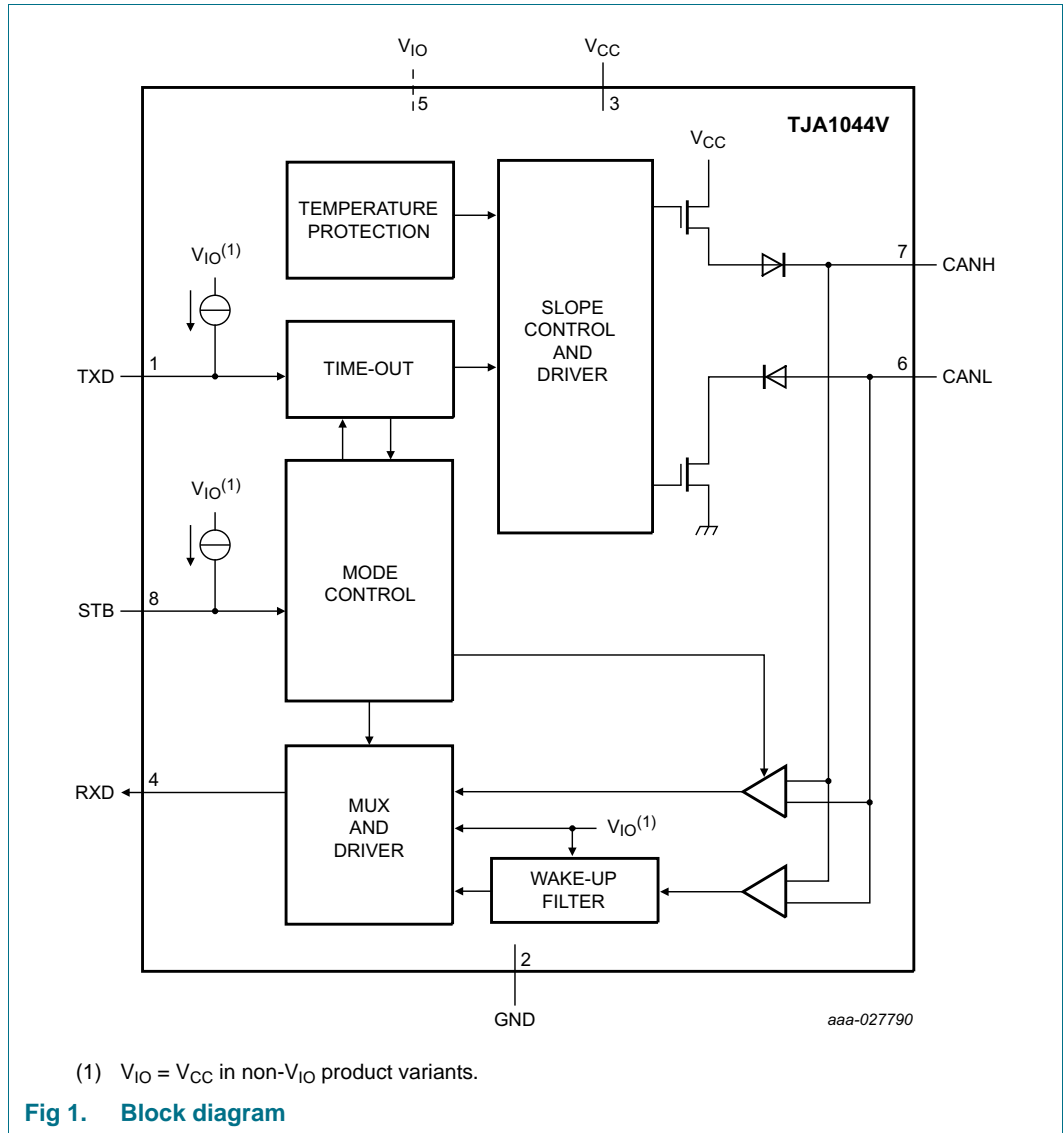 VIO
VCC
5
3
TJA1044V
VCC
TEMPERATURE
PROTECTION
VIO(1)
7
CANH
SLOPE
CONTROL
AND
DRIVER
1
TXD
TIME-OUT
6
CANL
VIO(1)
MODE
CONTROL
8
STB
4
RXD
MUX
AND
DRIVER
VIO(1)
WAKE-UP
FILTER
2
GND
aaa-027790
(1) VIO = VCC in non-VIO product variants.
Fig 1. Block diagram